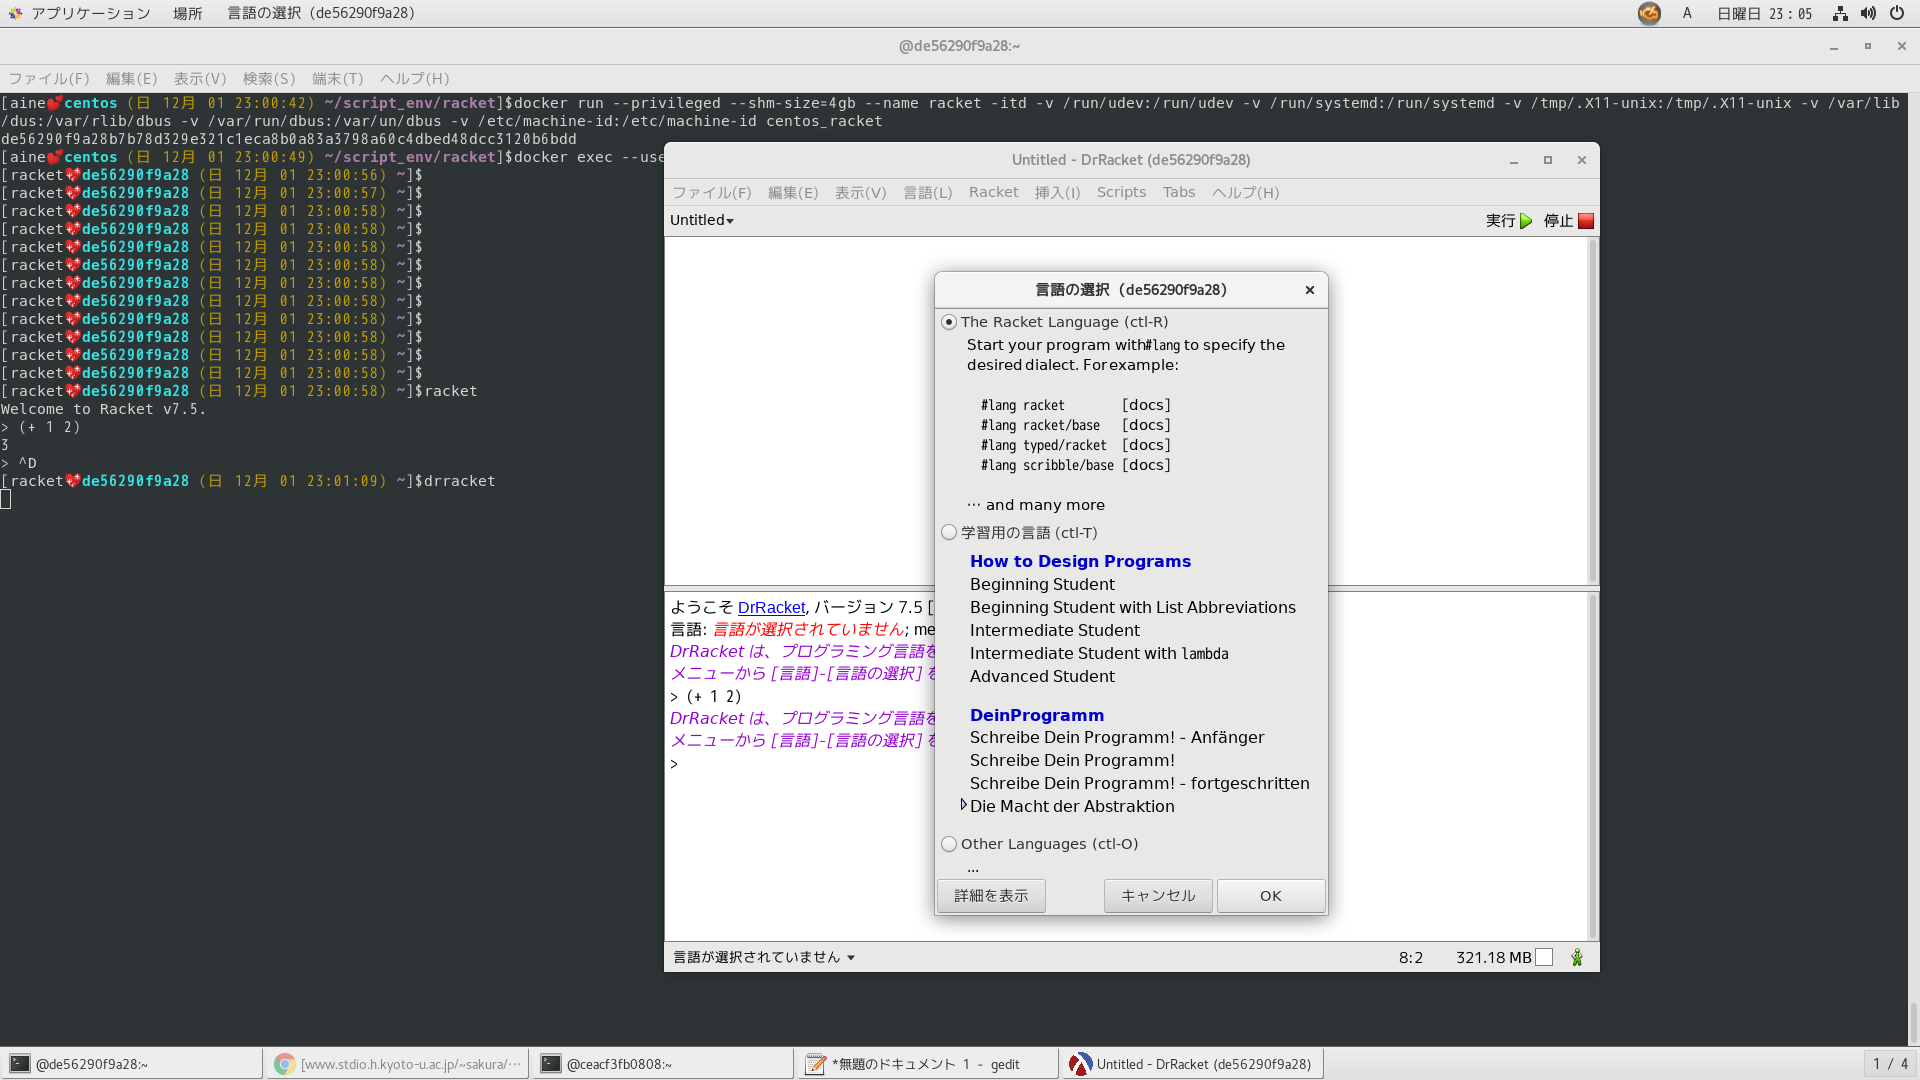 アプリケーション 場所 言語の選択 (de56290f9a28) A 日曜日 23：05
@de56290f9a28:~
ファイル(F) 編集(E) 表示(V) 検索(S) 端末(T) ヘルプ(H)
[aine💕centos (日 12月 01 23:00:42) ~/script_env/racket]$docker run --privileged --shm-size=4gb --name racket -itd -v /run/udev:/run/udev -v /run/systemd:/run/systemd -v /tmp/.X11-unix:/tmp/.X11-unix -v /var/lib
/dus:/var/rlib/dbus -v /var/run/dbus:/var/un/dbus -v /etc/machine-id:/etc/machine-id centos_racket
de56290f9a28b7b78d329e321c1eca8b0a83a3798a60c4dbed48dcc3120b6bdd
[aine💕centos (日 12月 01 23:00:49) ~/script_env/racket]$docker exec --use
[racket💖de56290f9a28 (日 12月 01 23:00:56) ~]$
[racket💖de56290f9a28 (日 12月 01 23:00:57) ~]$
[racket💖de56290f9a28 (日 12月 01 23:00:58) ~]$
[racket💖de56290f9a28 (日 12月 01 23:00:58) ~]$
[racket💖de56290f9a28 (日 12月 01 23:00:58) ~]$
[racket💖de56290f9a28 (日 12月 01 23:00:58) ~]$
[racket💖de56290f9a28 (日 12月 01 23:00:58) ~]$
[racket💖de56290f9a28 (日 12月 01 23:00:58) ~]$
[racket💖de56290f9a28 (日 12月 01 23:00:58) ~]$
[racket💖de56290f9a28 (日 12月 01 23:00:58) ~]$
[racket💖de56290f9a28 (日 12月 01 23:00:58) ~]$
[racket💖de56290f9a28 (日 12月 01 23:00:58) ~]$
[racket💖de56290f9a28 (日 12月 01 23:00:58) ~]$racket
Welcome to Racket v7.5.
> (+ 1 2)
3
> ^D
[racket💖de56290f9a28 (日 12月 01 23:01:09) ~]$drracket
Untitled - DrRacket (de56290f9a28)
ファイル(F) 編集(E) 表示(V) 言語(L) Racket 挿入(I) Scripts Tabs ヘルプ(H)
Untitled 実行 停止
ようこそ DrRacket, バージョン 7.5 [
言語: 言語が選択されていません; me
DrRacket は、プログラミング言語を
メニューから [言語]-[言語の選択] を
> (+ 1 2)
DrRacket は、プログラミング言語を
メニューから [言語]-[言語の選択] を
>
言語が選択されていません 8:2 321.18 MB
言語の選択 (de56290f9a28)
The Racket Language (ctl-R)
Start your program with #lang to specify the
desired dialect. For example:
#lang racket [docs]
#lang racket/base [docs]
#lang typed/racket [docs]
#lang scribble/base [docs]
… and many more
学習用の言語 (ctl-T)
How to Design Programs
Beginning Student
Beginning Student with List Abbreviations
Intermediate Student
Intermediate Student with lambda
Advanced Student
DeinProgramm
Schreibe Dein Programm! - Anfänger
Schreibe Dein Programm!
Schreibe Dein Programm! - fortgeschritten
Die Macht der Abstraktion
Other Languages (ctl-O)
...
詳細を表示 キャンセル OK
@de56290f9a28:~ [www.stdio.h.kyoto-u.ac.jp/~sakura/… @ceacf3fb0808:~ *無題のドキュメント 1 - gedit Untitled - DrRacket (de56290f9a28) 1 / 4